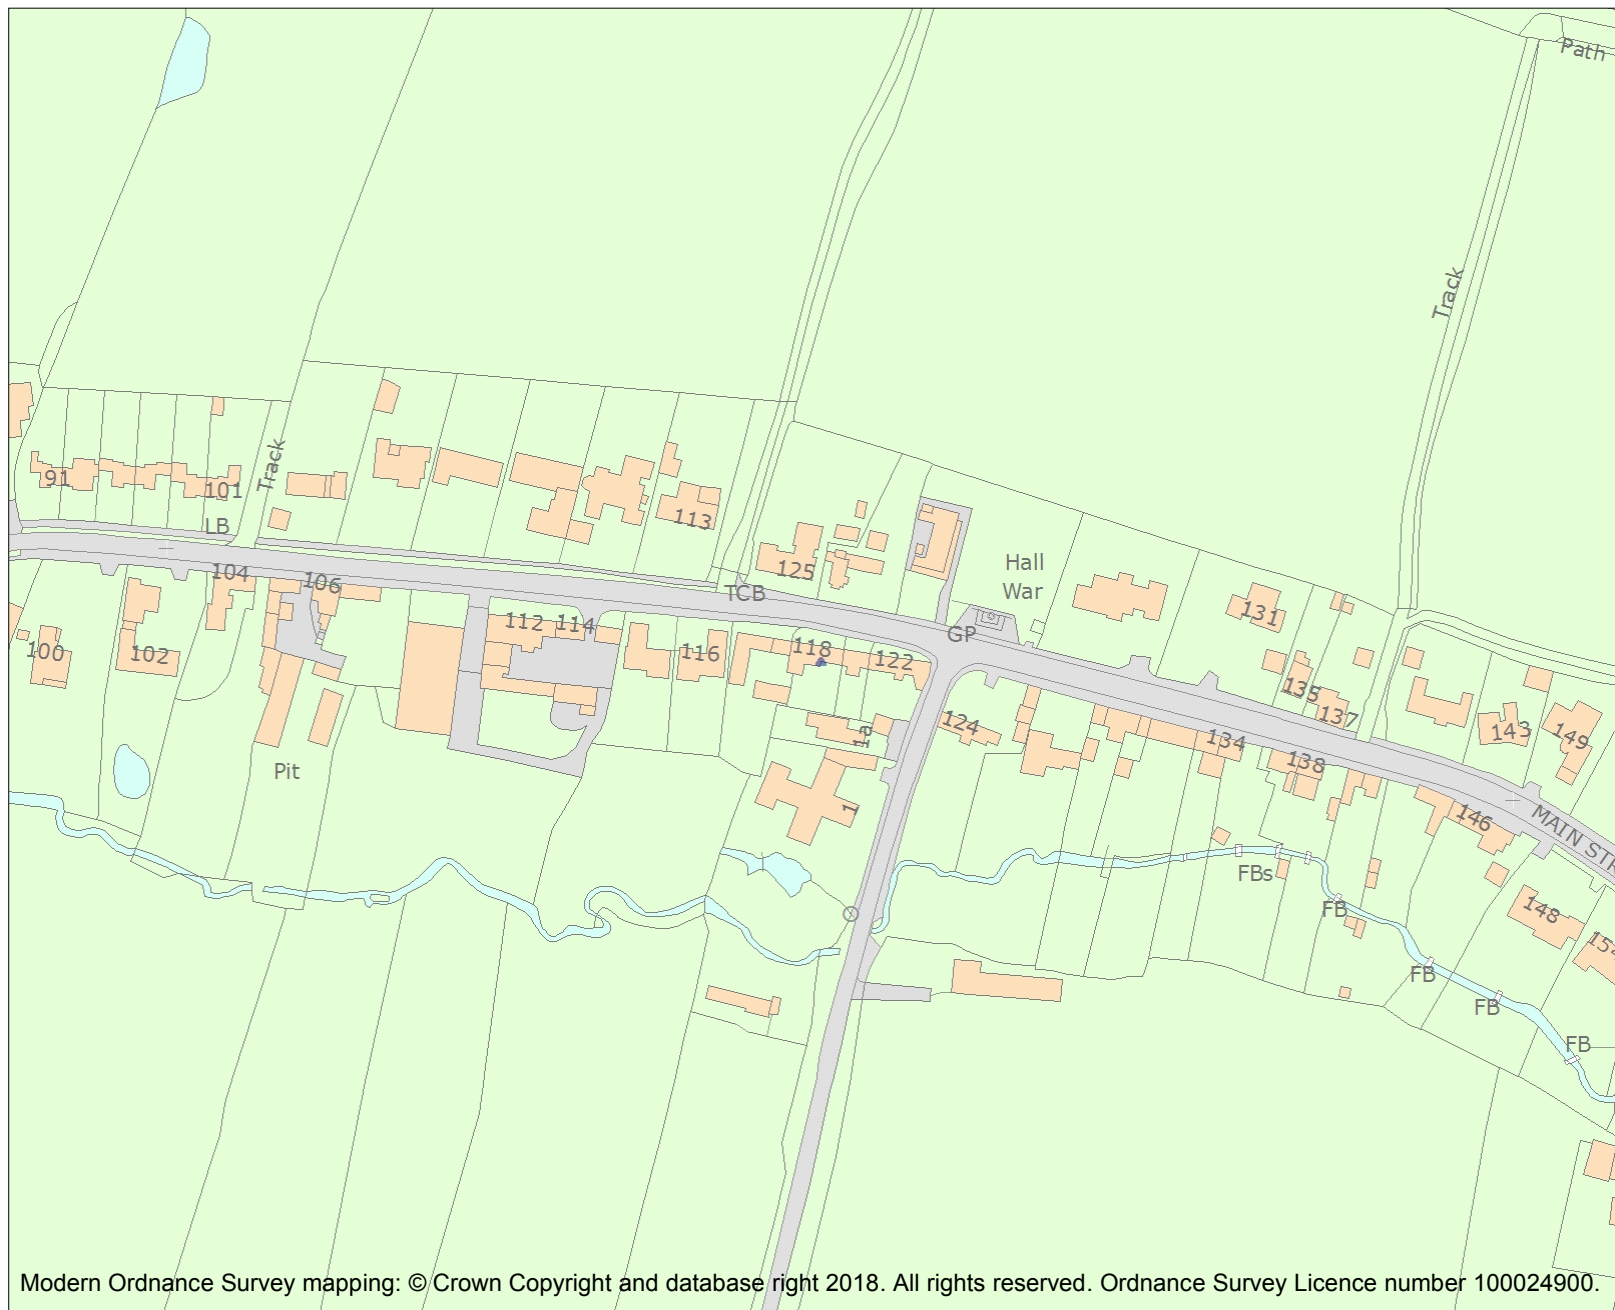 Path
Track
Track
91
101
LB
113
Hall
War
125
TCB
104
106
131
GP
112
114
118
122
116
100
102
135
137
124
1a
134
143
149
138
Pit
1
146
MAIN STR
FBs
FB
148
FB
FB
FB
Modern Ordnance Survey mapping: © Crown Copyright and database right 2018. All rights reserved. Ordnance Survey Licence number 100024900.